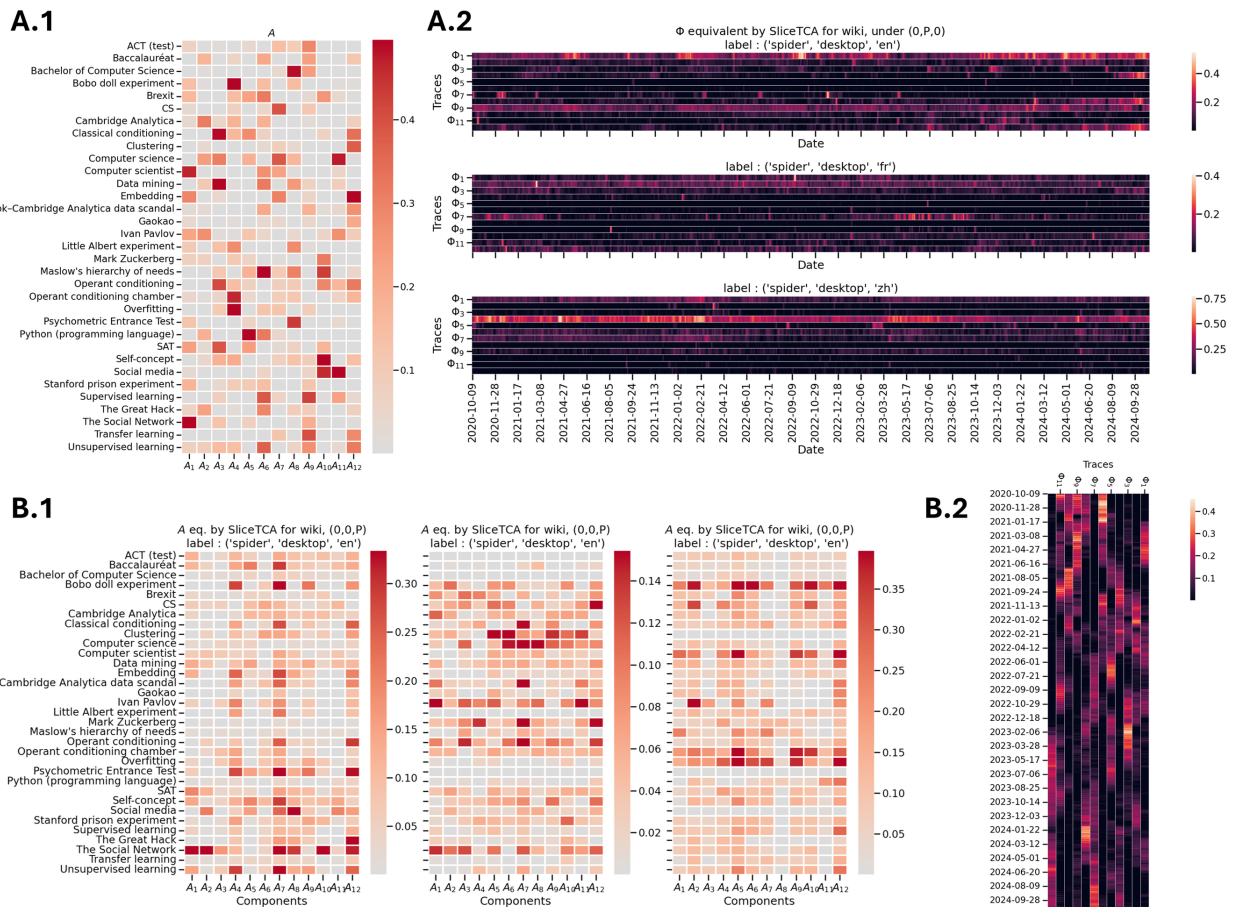 A.1
A
ACT (test)
Baccalauréat
Bachelor of Computer Science
Bobo doll experiment
Brexit
CS
Cambridge Analytica
Classical conditioning
Clustering
Computer science
Computer scientist
Data mining
Embedding
ok–Cambridge Analytica data scandal
Gaokao
Ivan Pavlov
Little Albert experiment
Mark Zuckerberg
Maslow's hierarchy of needs
Operant conditioning
Operant conditioning chamber
Overfitting
Psychometric Entrance Test
Python (programming language)
SAT
Self-concept
Social media
Stanford prison experiment
Supervised learning
The Great Hack
The Social Network
Transfer learning
Unsupervised learning
A1 A2 A3 A4 A5 A6 A7 A8 A9 A10 A11 A12
0.4
0.3
0.2
0.1
A.2
Φ equivalent by SliceTCA for wiki, under (0,P,0)
label : ('spider', 'desktop', 'en')
Traces
Φ1
Φ3
Φ5
Φ7
Φ9
Φ11
Date
0.4
0.2
label : ('spider', 'desktop', 'fr')
Traces
Φ1
Φ3
Φ5
Φ7
Φ9
Φ11
Date
0.4
0.2
label : ('spider', 'desktop', 'zh')
Traces
Φ1
Φ3
Φ5
Φ7
Φ9
Φ11
0.75
0.50
0.25
2020-10-09
2020-11-28
2021-01-17
2021-03-08
2021-04-27
2021-06-16
2021-08-05
2021-09-24
2021-11-13
2022-01-02
2022-02-21
2022-04-12
2022-06-01
2022-07-21
2022-09-09
2022-10-29
2022-12-18
2023-02-06
2023-03-28
2023-05-17
2023-07-06
2023-08-25
2023-10-14
2023-12-03
2024-01-22
2024-03-12
2024-05-01
2024-06-20
2024-08-09
2024-09-28
Date
B.1
A eq. by SliceTCA for wiki, (0,0,P)
label : ('spider', 'desktop', 'en')
ACT (test)
Baccalauréat
Bachelor of Computer Science
Bobo doll experiment
Brexit
CS
Cambridge Analytica
Classical conditioning
Clustering
Computer science
Computer scientist
Data mining
Embedding
Cambridge Analytica data scandal
Gaokao
Ivan Pavlov
Little Albert experiment
Mark Zuckerberg
Maslow's hierarchy of needs
Operant conditioning
Operant conditioning chamber
Overfitting
Psychometric Entrance Test
Python (programming language)
SAT
Self-concept
Social media
Stanford prison experiment
Supervised learning
The Great Hack
The Social Network
Transfer learning
Unsupervised learning
A1 A2 A3 A4 A5 A6 A7 A8 A9 A10 A11 A12
Components
0.30
0.25
0.20
0.15
0.10
0.05
A eq. by SliceTCA for wiki, (0,0,P)
label : ('spider', 'desktop', 'en')
A1 A2 A3 A4 A5 A6 A7 A8 A9 A10 A11 A12
Components
0.14
0.12
0.10
0.08
0.06
0.04
0.02
A eq. by SliceTCA for wiki, (0,0,P)
label : ('spider', 'desktop', 'en')
A1 A2 A3 A4 A5 A6 A7 A8 A9 A10 A11 A12
Components
0.35
0.30
0.25
0.20
0.15
0.10
0.05
B.2
Traces
Φ11 Φ9 Φ7 Φ5 Φ3 Φ1
2020-10-09
2020-11-28
2021-01-17
2021-03-08
2021-04-27
2021-06-16
2021-08-05
2021-09-24
2021-11-13
2022-01-02
2022-02-21
2022-04-12
2022-06-01
2022-07-21
2022-09-09
2022-10-29
2022-12-18
2023-02-06
2023-03-28
2023-05-17
2023-07-06
2023-08-25
2023-10-14
2023-12-03
2024-01-22
2024-03-12
2024-05-01
2024-06-20
2024-08-09
2024-09-28
0.4
0.3
0.2
0.1